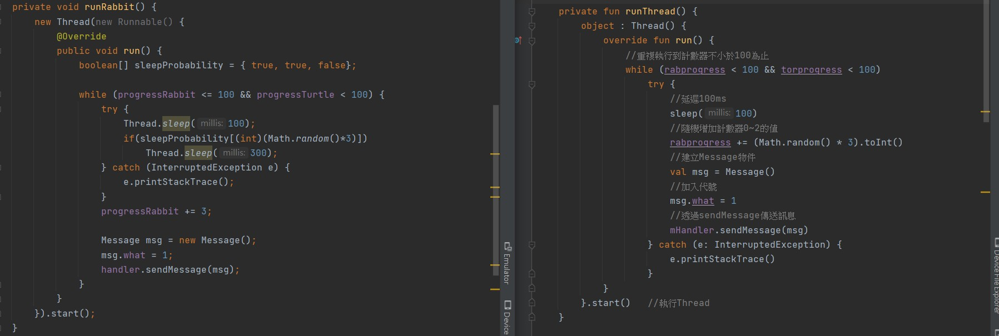 private void runRabbit() {
new Thread(new Runnable() {
@Override
public void run() {
boolean[] sleepProbability = { true, true, false};
while (progressRabbit <= 100 && progressTurtle < 100) {
try {
Thread.sleep( millis: 100);
if(sleepProbability[(int)(Math.random()*3)])
Thread.sleep( millis: 300);
} catch (InterruptedException e) {
e.printStackTrace();
}
progressRabbit += 3;
Message msg = new Message();
msg.what = 1;
handler.sendMessage(msg);
}
}
}).start();
}
Emulator
Device
private fun runThread() {
object : Thread() {
override fun run() {
//重複執行到計數器不小於100為止
while (rabprogress < 100 && torprogress < 100)
try {
//延遲100ms
sleep( millis: 100)
//隨機增加計數器0~2的值
rabprogress += (Math.random() * 3).toInt()
//建立Message物件
val msg = Message()
//加入代號
msg.what = 1
//透過sendMessage傳送訊息
mHandler.sendMessage(msg)
} catch (e: InterruptedException) {
e.printStackTrace()
}
}
}.start() //執行Thread
}
Device File Explorer